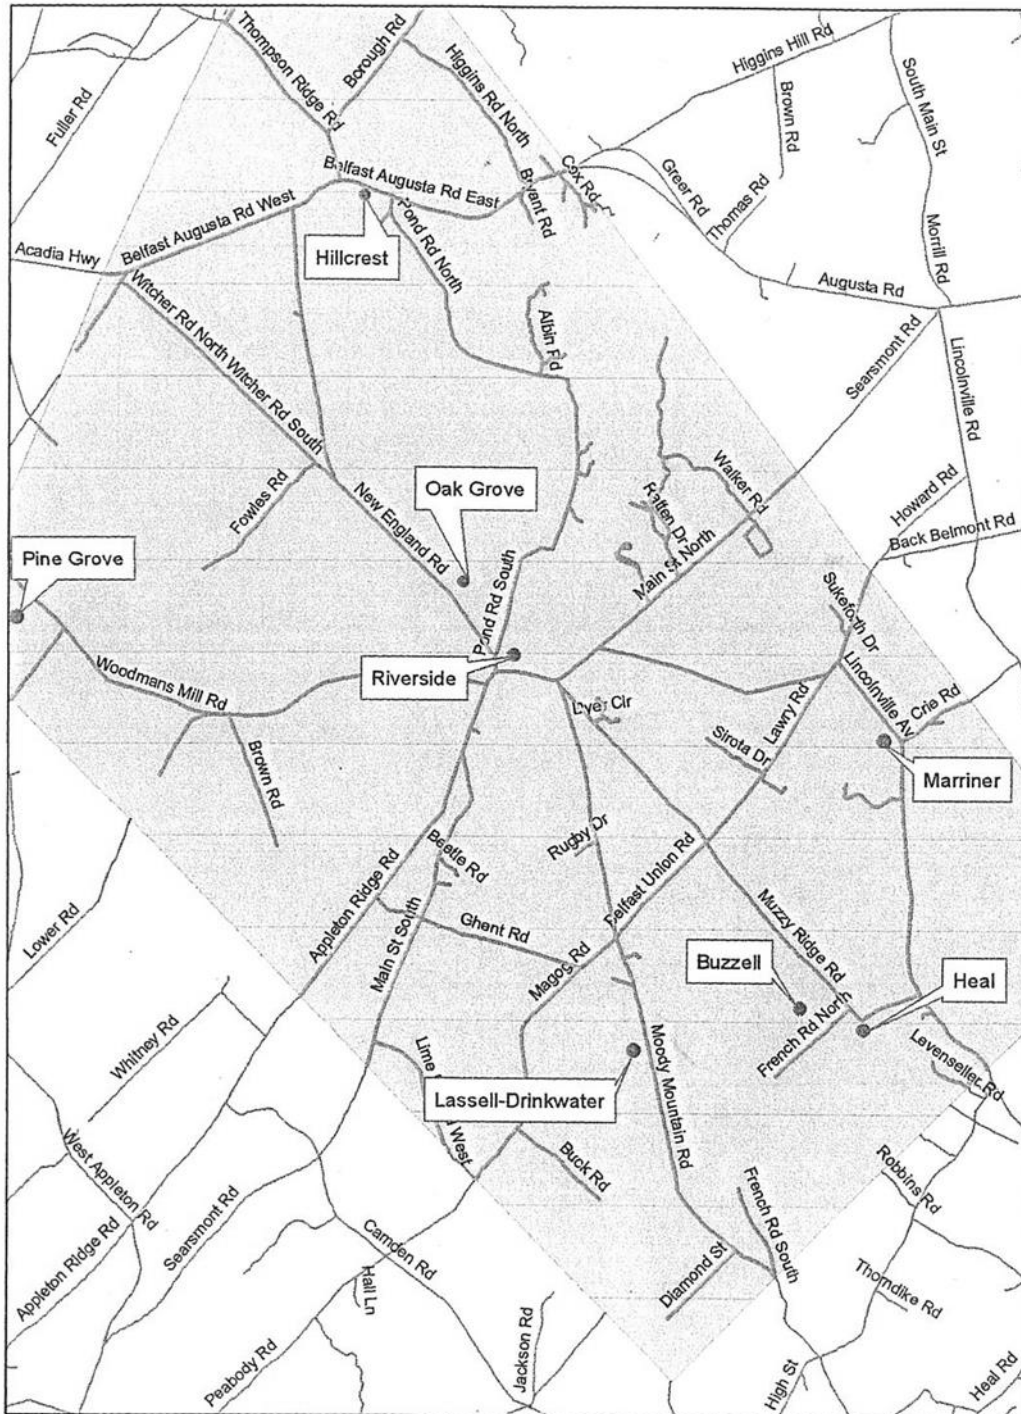 Thompson Ridge Rd
Borough Rd
Higgins Rd North
Higgins Hill Rd
South Main St
Fuller Rd
Brown Rd
Belfast Augusta Rd East
Cox Rd
Greer Rd
Bryant Rd
Thomas Rd
Belfast Augusta Rd West
Pond Rd North
Hillcrest
Morrill Rd
Acadia Hwy
Witcher Rd North
Witcher Rd South
Albin Rd
Augusta Rd
Searsmont Rd
Lincolnville Rd
Fowles Rd
New England Rd
Oak Grove
Walker Rd
Ratten Dr
Howard Rd
Back Belmont Rd
Pine Grove
Main St North
Sukeforth Dr
Pond Rd South
Riverside
Woodmans Mill Rd
Dyer Cir
Lincolnville Av
Crie Rd
Lawry Rd
Sirota Dr
Brown Rd
Marriner
Beetle Rd
Rugby Dr
Belfast Union Rd
Appleton Ridge Rd
Lower Rd
Ghent Rd
Main St South
Magog Rd
Muzzy Ridge Rd
Buzzell
Heal
French Rd North
Whitney Rd
Lime
West
Levenseller Rd
Lassell-Drinkwater
Moody Mountain Rd
Buck Rd
West Appleton Rd
Robbins Rd
French Rd South
Searsmont Rd
Appleton Ridge Rd
Camden Rd
Hall Ln
Diamond St
Thorndike Rd
Peabody Rd
Jackson Rd
High St
Heal Rd